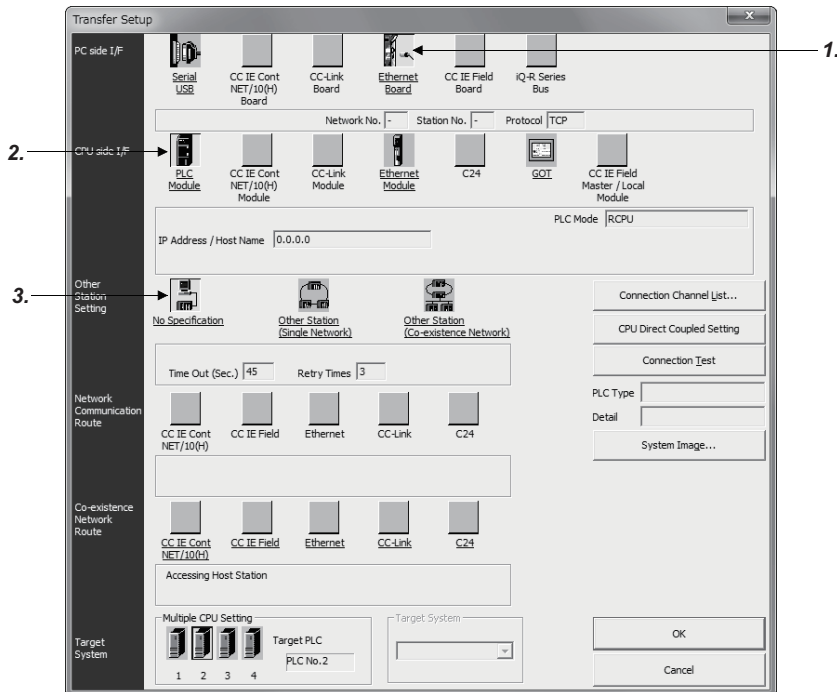 Transfer Setup
x
PC side I/F
Serial
USB
CC IE Cont
NET/10(H)
Board
CC-Link
Board
Ethernet
Board
CC IE Field
Board
iQ-R Series
Bus
1.
Network No. -
Station No. -
Protocol TCP
2.
CPU side I/F
PLC
Module
CC IE Cont
NET/10(H)
Module
CC-Link
Module
Ethernet
Module
C24
GOT
CC IE Field
Master / Local
Module
PLC Mode RCPU
IP Address / Host Name 0.0.0.0
3.
Other
Station
Setting
No Specification
Other Station
(Single Network)
Other Station
(Co-existence Network)
Time Out (Sec.) 45
Retry Times 3
Connection Channel List...
CPU Direct Coupled Setting
Connection Test
PLC Type
Detail
System Image...
Network
Communication
Route
CC IE Cont
NET/10(H)
CC IE Field
Ethernet
CC-Link
C24
Co-existence
Network
Route
CC IE Cont
NET/10(H)
CC IE Field
Ethernet
CC-Link
C24
Accessing Host Station
Target
System
Multiple CPU Setting
1 2 3 4
Target PLC
PLC No.2
Target System
OK
Cancel